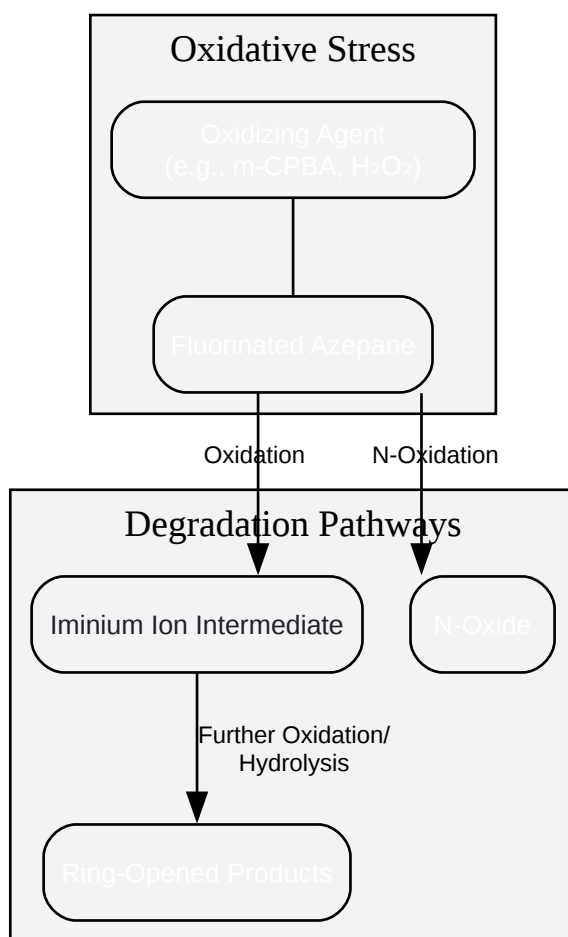 Oxidative Stress
Oxidizing Agent
(e.g., m-CPBA, H₂O₂)
Fluorinated Azepane
Oxidation
N-Oxidation
Degradation Pathways
Iminium Ion Intermediate
N-Oxide
Further Oxidation/
Hydrolysis
Ring-Opened Products